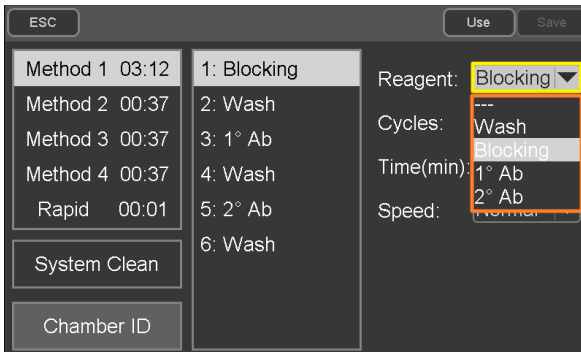 ESC
Use
Save
Method 1 03:12
Method 2 00:37
Method 3 00:37
Method 4 00:37
Rapid 00:01
System Clean
Chamber ID
1: Blocking
2: Wash
3: 1° Ab
4: Wash
5: 2° Ab
6: Wash
Reagent: Blocking
Cycles:
Time(min):
Speed: Normal
---
Wash
Blocking
1° Ab
2° Ab